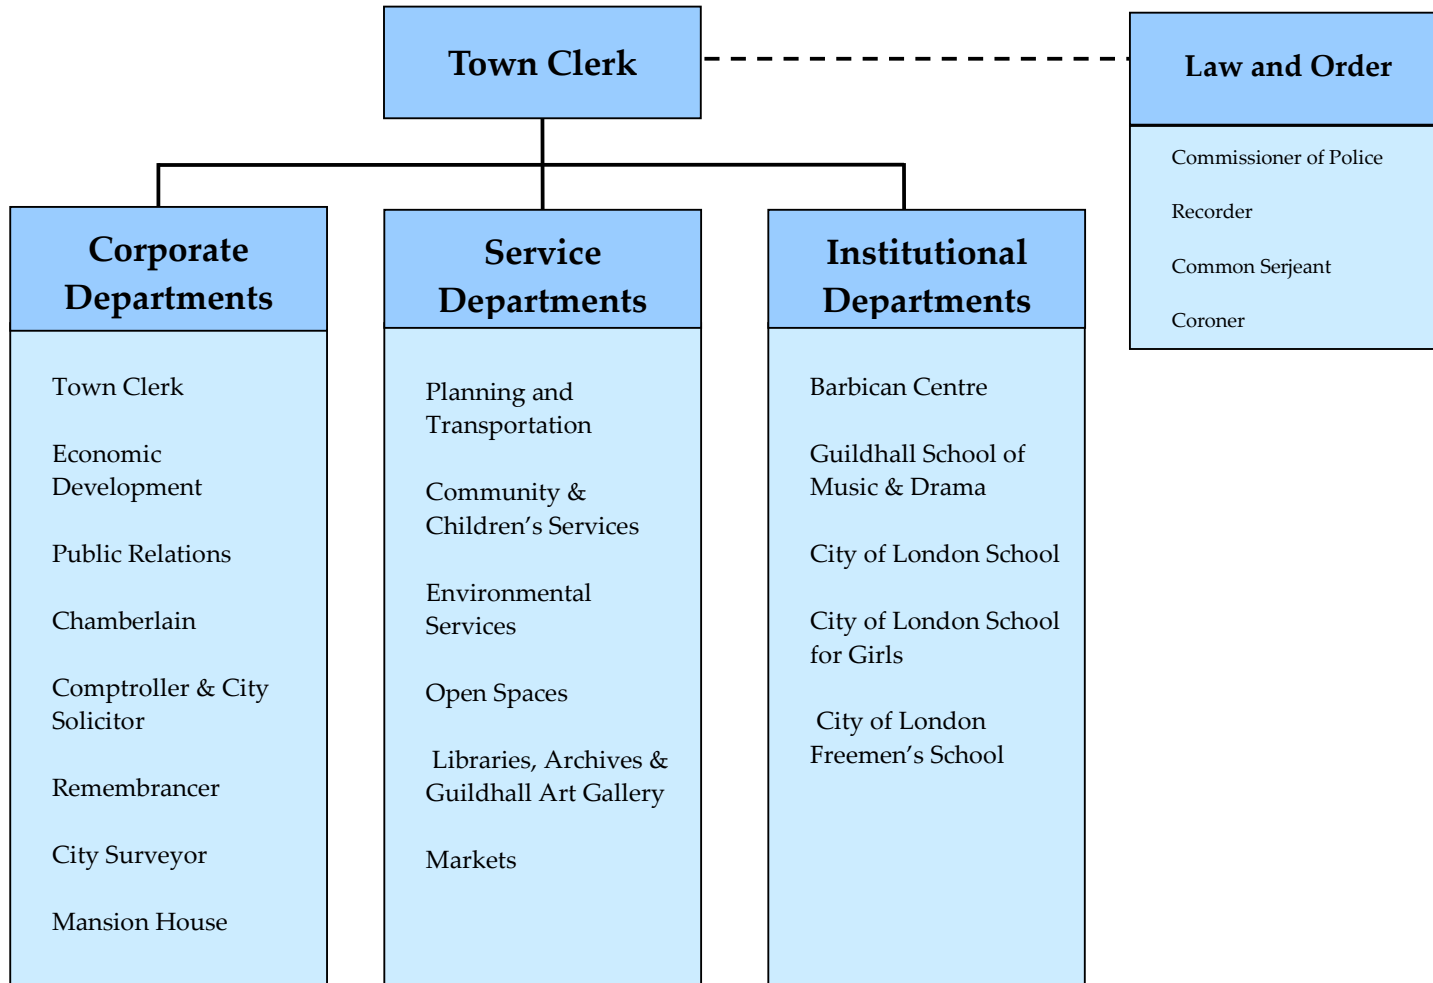 Town Clerk
Law and Order
Commissioner of Police
Recorder
Common Serjeant
Coroner
Corporate
Departments
Town Clerk
Economic
Development
Public Relations
Chamberlain
Comptroller & City
Solicitor
Remembrancer
City Surveyor
Mansion House
Service
Departments
Planning and
Transportation
Community &
Children’s Services
Environmental
Services
Open Spaces
Libraries, Archives &
Guildhall Art Gallery
Markets
Institutional
Departments
Barbican Centre
Guildhall School of
Music & Drama
City of London School
City of London School
for Girls
City of London
Freemen’s School